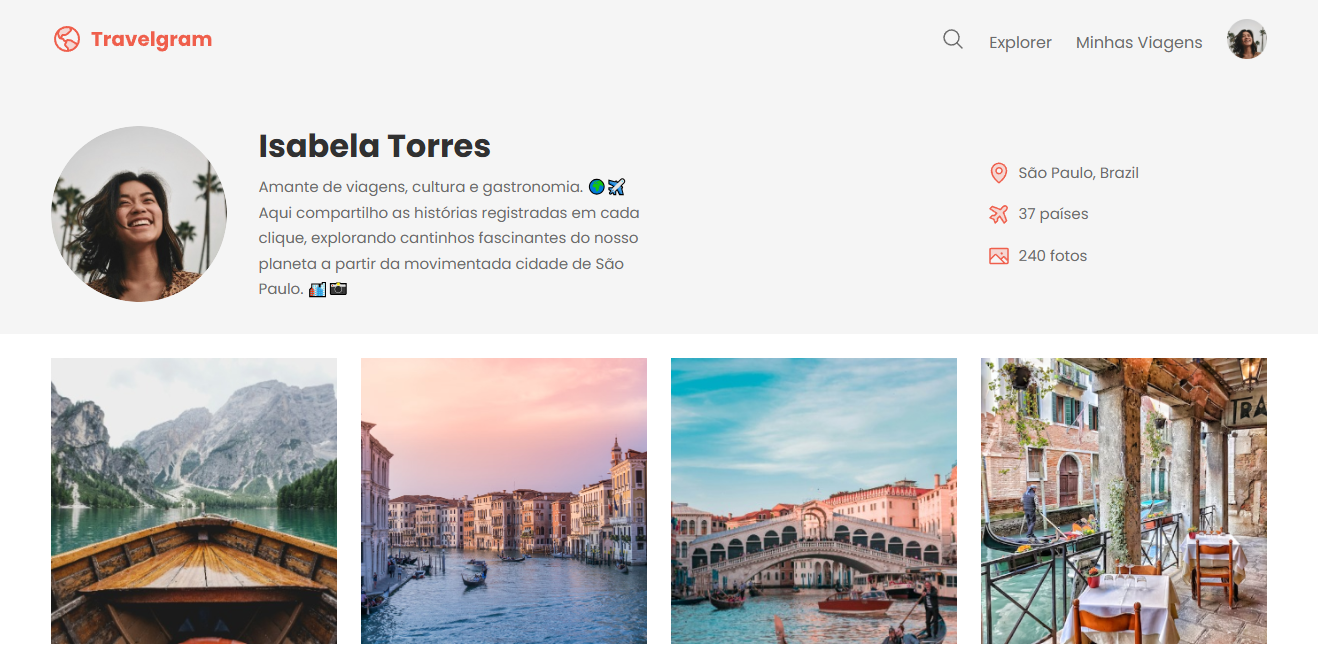 Travelgram
Explorer
Minhas Viagens
Isabela Torres
Amante de viagens, cultura e gastronomia. 🌍✈️
Aqui compartilho as histórias registradas em cada
clique, explorando cantinhos fascinantes do nosso
planeta a partir da movimentada cidade de São
Paulo. 🏙️📷
São Paulo, Brazil
37 países
240 fotos
TRA